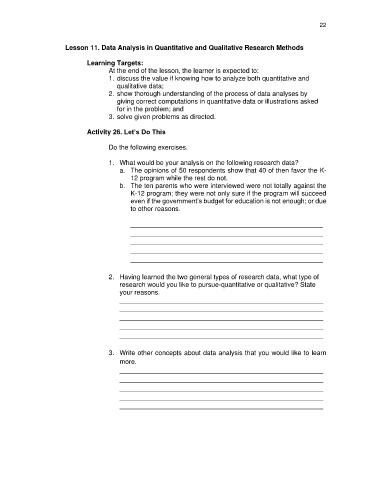 22
Lesson 11. Data Analysis in Quantitative and Qualitative Research Methods
Learning Targets:
At the end of the lesson, the learner is expected to:
1. discuss the value if knowing how to analyze both quantitative and
qualitative data;
2. show thorough understanding of the process of data analyses by
giving correct computations in quantitative data or illustrations asked
for in the problem; and
3. solve given problems as directed.
Activity 26. Let's Do This
Do the following exercises.
1. What would be your analysis on the following research data?
a. The opinions of 50 respondents show that 40 of then favor the K-
12 program while the rest do not.
b. The ten parents who were interviewed were not totally against the
K-12 program; they were not only sure if the program will succeed
even if the government's budget for education is not enough; or due
to other reasons.
2. Having learned the two general types of research data, what type of
research would you like to pursue-quantitative or qualitative? State
your reasons.
3. Write other concepts about data analysis that you would like to learn
more.